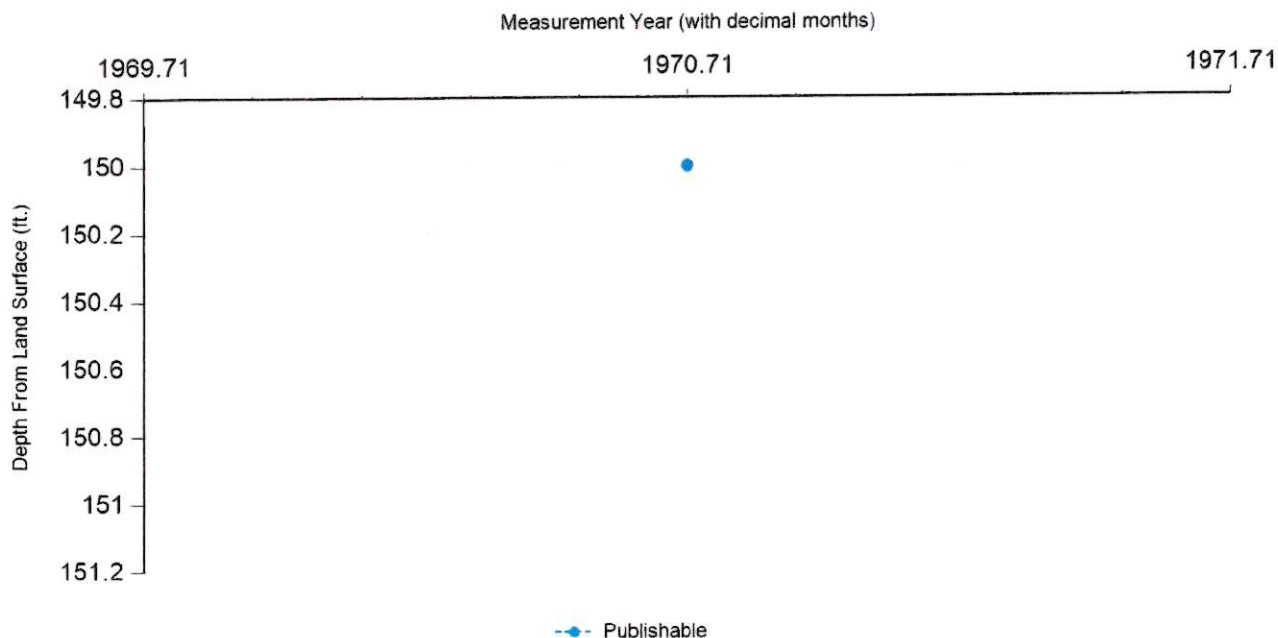 Measurement Year (with decimal months)
1969.71 1970.71 1971.71
149.8
150
150.2
150.4
150.6
150.8
151
151.2
Depth From Land Surface (ft.)
Publishable